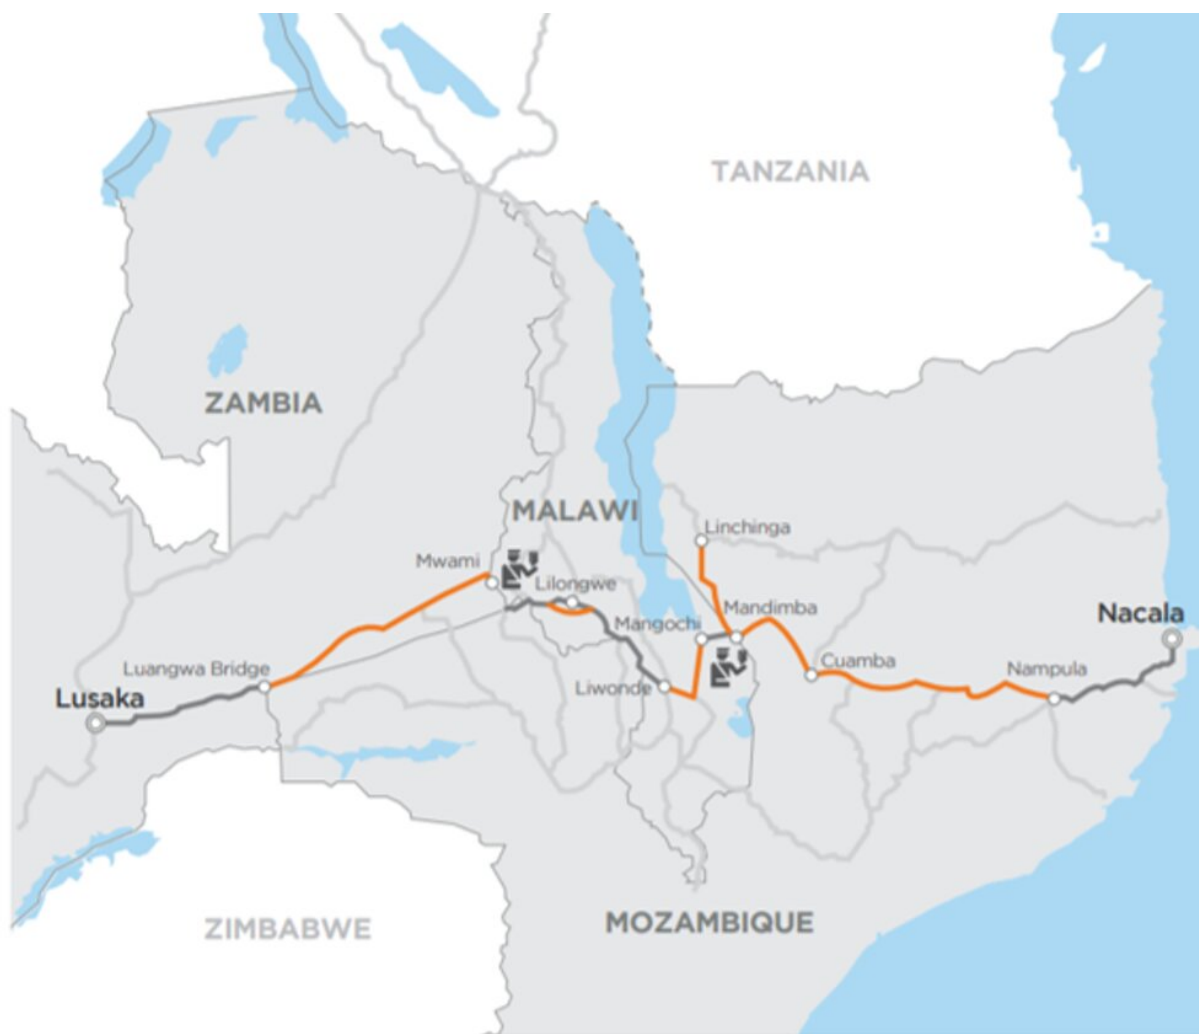 TANZANIA
ZAMBIA
MALAWI
Linchinga
Mwami
Lilongwe
Mandimba
Mangochi
Nacala
Cuamba
Luangwa Bridge
Nampula
Liwonde
Lusaka
MOZAMBIQUE
ZIMBABWE